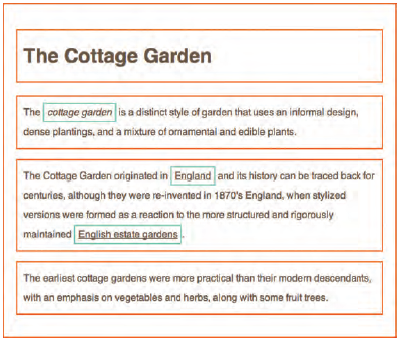 The Cottage Garden
The cottage garden is a distinct style of garden that uses an informal design,
dense plantings, and a mixture of ornamental and edible plants.
The Cottage Garden originated in England and its history can be traced back for
centuries, although they were re-invented in 1870's England, when stylized
versions were formed as a reaction to the more structured and rigorously
maintained English estate gardens .
The earliest cottage gardens were more practical than their modern descendants,
with an emphasis on vegetables and herbs, along with some fruit trees.